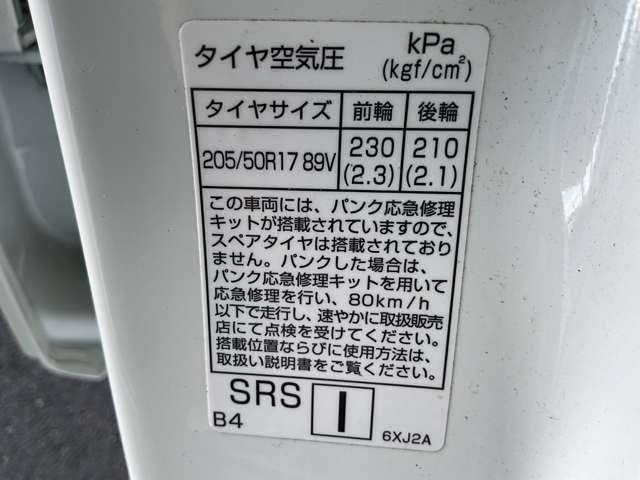 タイヤ空気圧 kPa
(kgf/cm²)
タイヤサイズ 前輪 後輪
205/50R17 89V 230 210
(2.3) (2.1)
この車両には、パンク応急修理
キットが搭載されていますので、
スペアタイヤは搭載されており
ません。パンクした場合は、
パンク応急修理キットを用いて
応急修理を行い、80km/h
以下で走行し、速やかに取扱販売
店にて点検を受けてください。
搭載位置ならびに使用方法は、
取扱い説明書をご覧ください。
SRS I
B4 6XJ2A